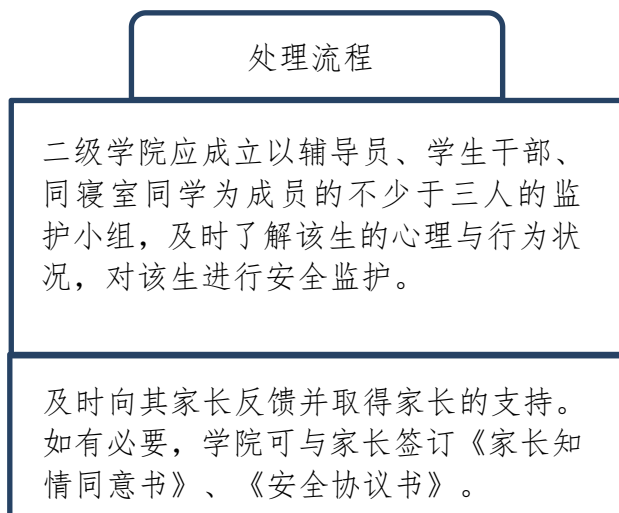 处理流程
二级学院应成立以辅导员、学生干部、
同寝室同学为成员的不少于三人的监
护小组，及时了解该生的心理与行为状
况，对该生进行安全监护。
及时向其家长反馈并取得家长的支持。
如有必要，学院可与家长签订《家长知
情同意书》、《安全协议书》。